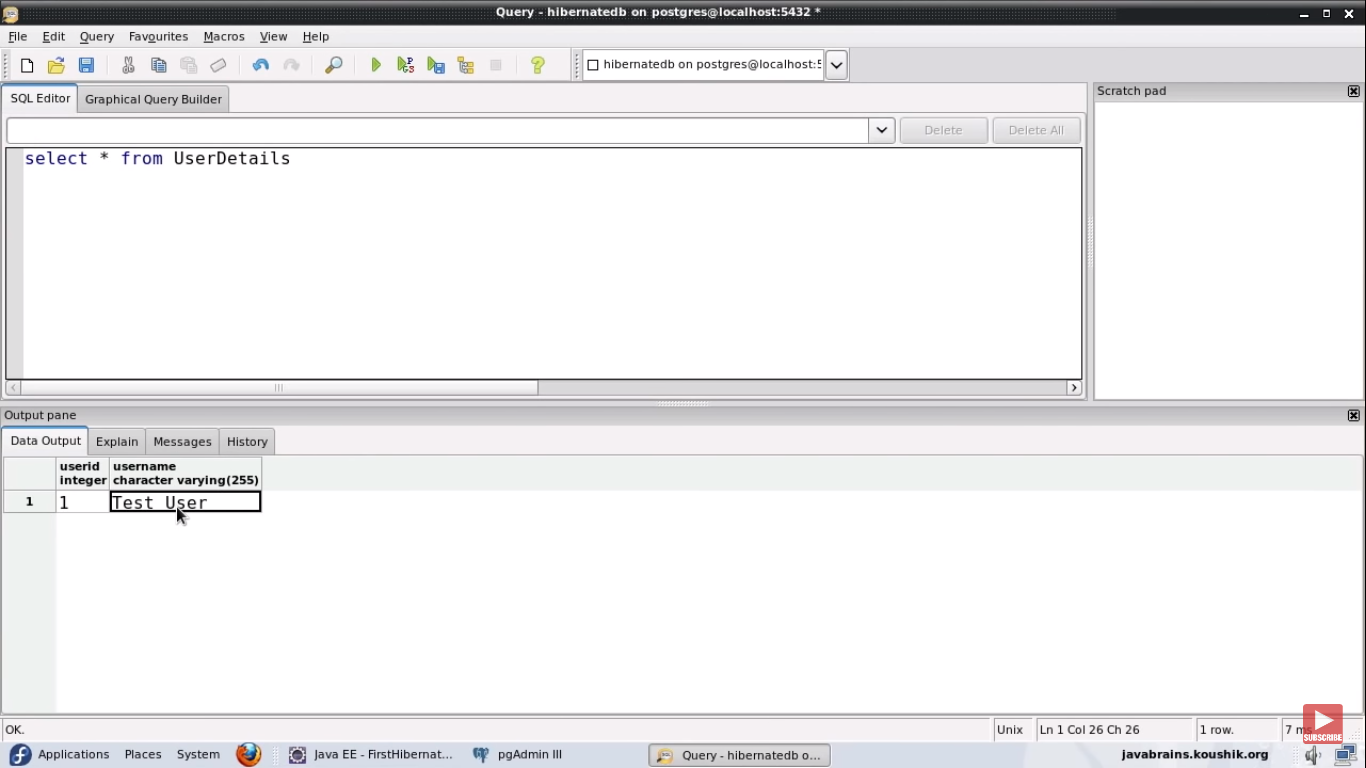 Query - hibernatedb on postgres@localhost:5432 *
File Edit Query Favourites Macros View Help
hibernatedb on postgres@localhost:5
SQL Editor Graphical Query Builder
Scratch pad
Delete Delete All
select * from UserDetails
Output pane
Data Output Explain Messages History
userid username
integer character varying(255)
1 1 Test User
OK. Unix Ln 1 Col 26 Ch 26 1 row. 7 ms
SUBSCRIBE
Applications Places System Java EE - FirstHibernat... pgAdmin III Query - hibernatedb o... javabrains.koushik.org